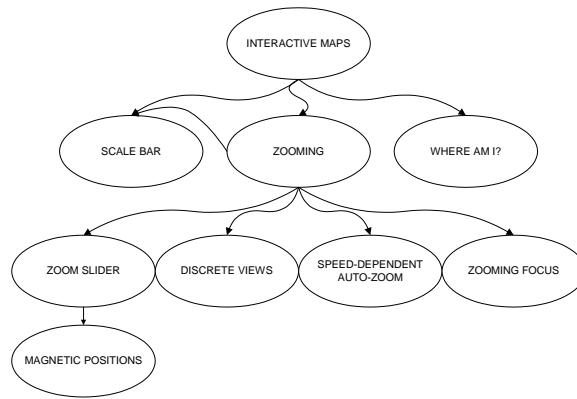 INTERACTIVE MAPS
SCALE BAR
ZOOMING
WHERE AM I?
ZOOM SLIDER
DISCRETE VIEWS
SPEED-DEPENDENT
AUTO-ZOOM
ZOOMING FOCUS
MAGNETIC POSITIONS